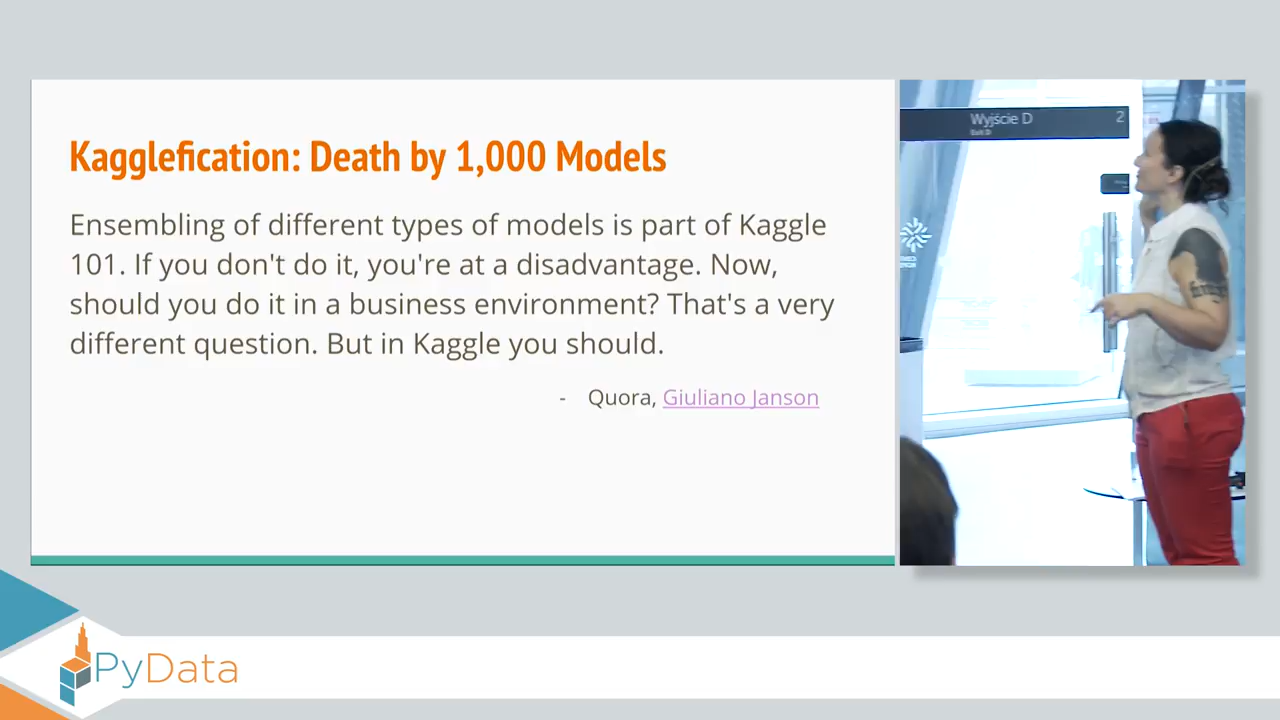 Kagglefication: Death by 1,000 Models
Ensembling of different types of models is part of Kaggle
101. If you don't do it, you're at a disadvantage. Now,
should you do it in a business environment? That's a very
different question. But in Kaggle you should.
- Quora, Giuliano Janson
Wyjście D
2
Exit D
PyData